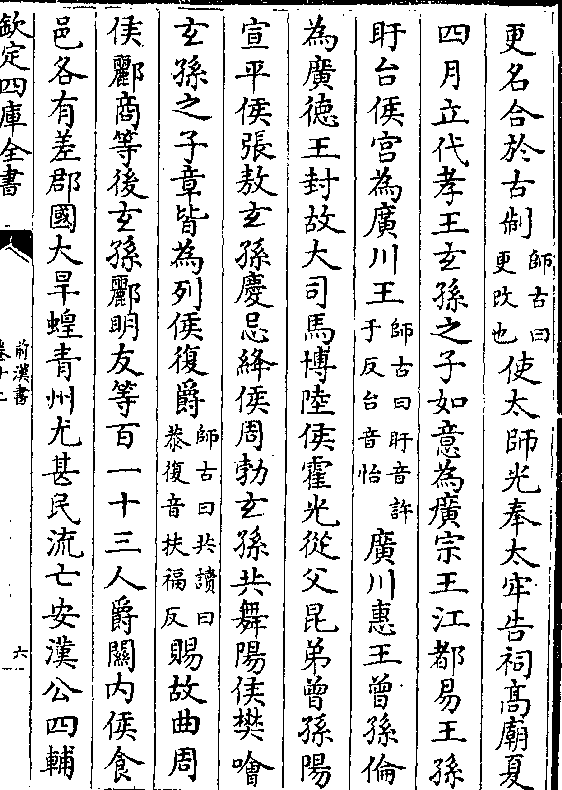 更名合於古制師古曰更改也使太師光奉太牢告祠髙廟夏
四月立代孝王玄孫之子如意為廣宗王江都易王孫
盱台侯宫為廣川王師古曰盱音許于反台音怡廣川惠王曾孫倫
為廣德王封故大司馬博陸侯霍光從父昆弟曾孫陽
宣平侯張敖玄孫慶忌絳侯周勃玄孫共舞陽侯樊噲
玄孫之子章皆為列侯復爵師古曰共讀曰恭復音扶福反賜故曲周
侯酈商等後玄孫酈明友等百一十三人爵闗内侯食
邑各有差郡國大旱蝗青州尤甚民流亡安漢公四輔
欽定四庫全書
前漢書
卷十二
六